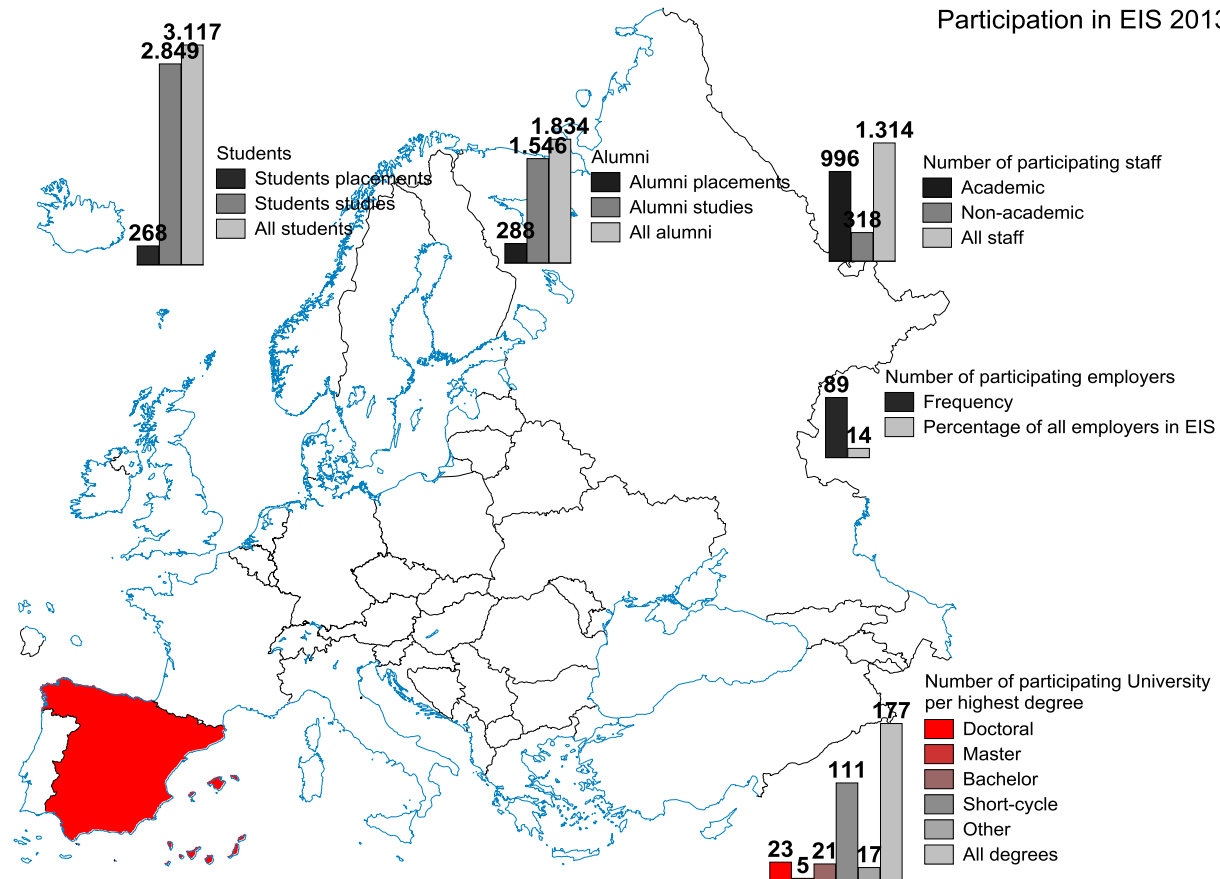 Participation in EIS 2013
3.117
2.849
268
Students
Students placements
Students studies
All students
1.834
1.546
288
Alumni
Alumni placements
Alumni studies
All alumni
1.314
996
318
Number of participating staff
Academic
Non-academic
All staff
89
14
Number of participating employers
Frequency
Percentage of all employers in EIS
Number of participating University
per highest degree
Doctoral
Master
Bachelor
Short-cycle
Other
All degrees
177
111
23
5
21
17